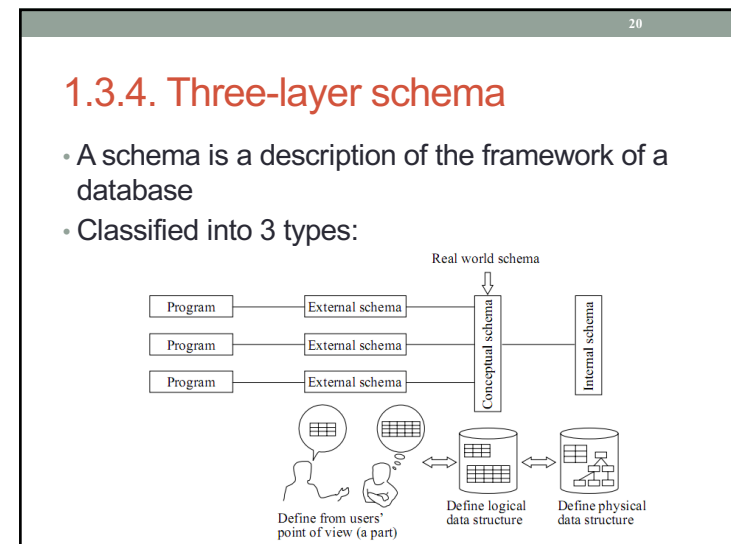 20
1.3.4. Three-layer schema
• A schema is a description of the framework of a
database
• Classified into 3 types:
Real world schema
Program
External schema
Program
External schema
Program
External schema
Conceptual schema
Internal schema
Define from users'
point of view (a part)
Define logical
data structure
Define physical
data structure